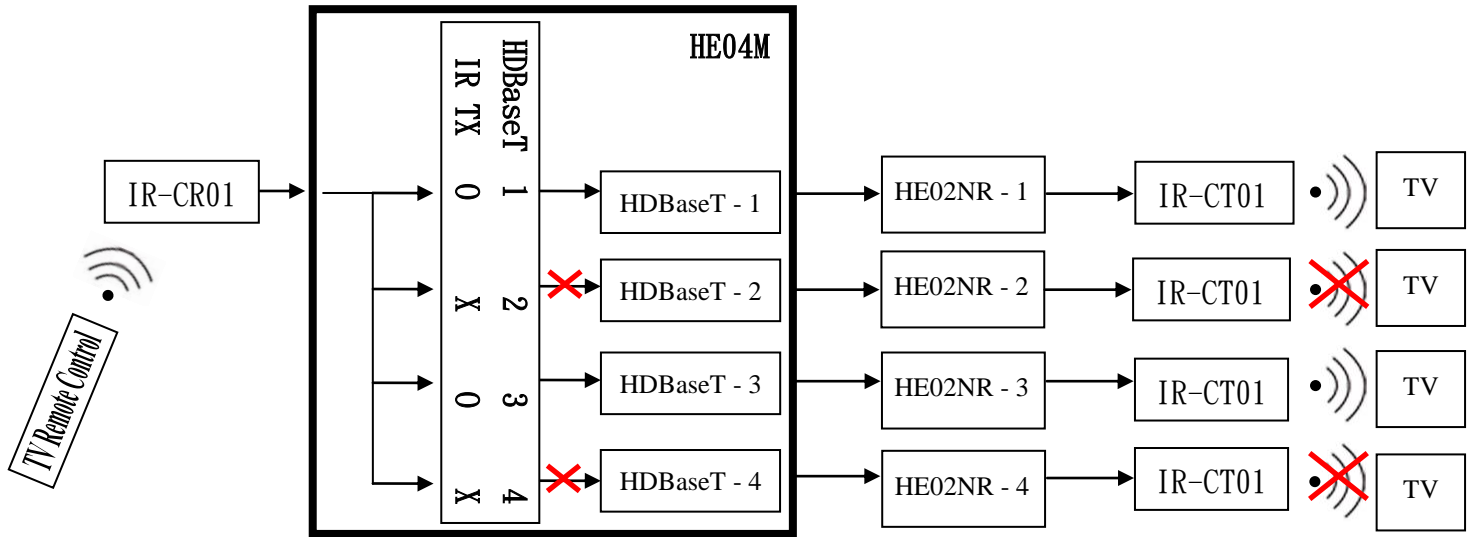 HE04M
HDBaseT 1 2 3 4
IR TX O X O X
IR-CR01
TV Remote Control
HDBaseT - 1
HE02NR - 1
IR-CT01
TV
HDBaseT - 2
HE02NR - 2
IR-CT01
TV
HDBaseT - 3
HE02NR - 3
IR-CT01
TV
HDBaseT - 4
HE02NR - 4
IR-CT01
TV